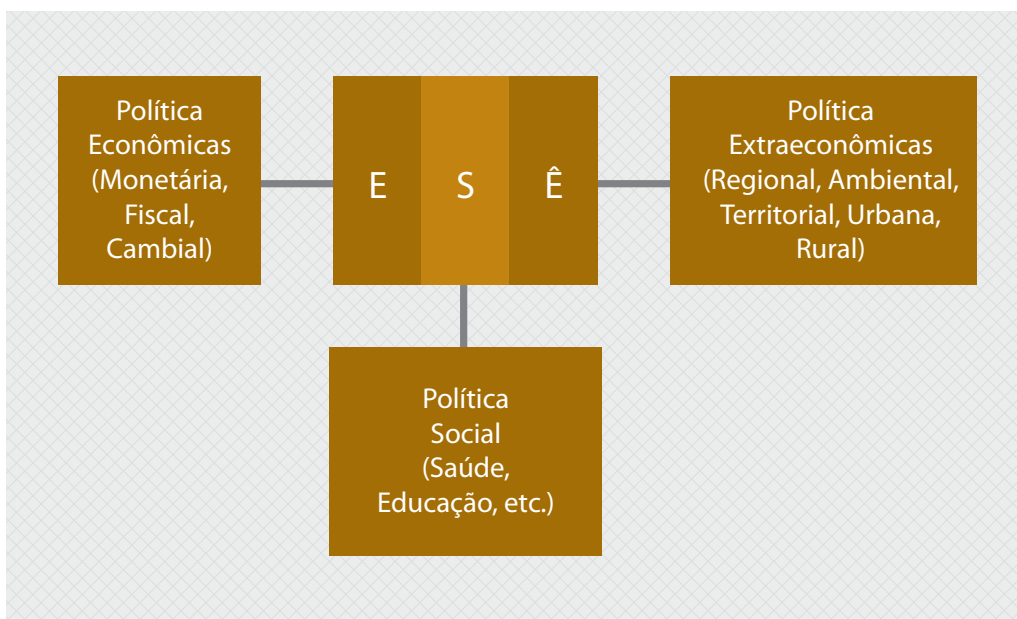 Política
Econômicas
(Monetária,
Fiscal,
Cambial)
E S Ê
Política
Extraeconômicas
(Regional, Ambiental,
Territorial, Urbana,
Rural)
Política
Social
(Saúde,
Educação, etc.)